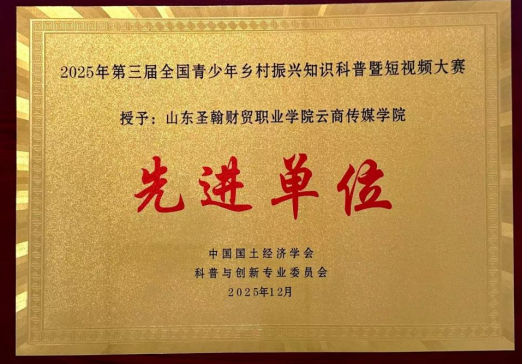 2025年第三届全国青少年乡村振兴知识科普暨短视频大赛
授予：山东圣翰财贸职业学院云商传媒学院
先进单位
中国国土经济学会
科普与创新专业委员会
2025年12月